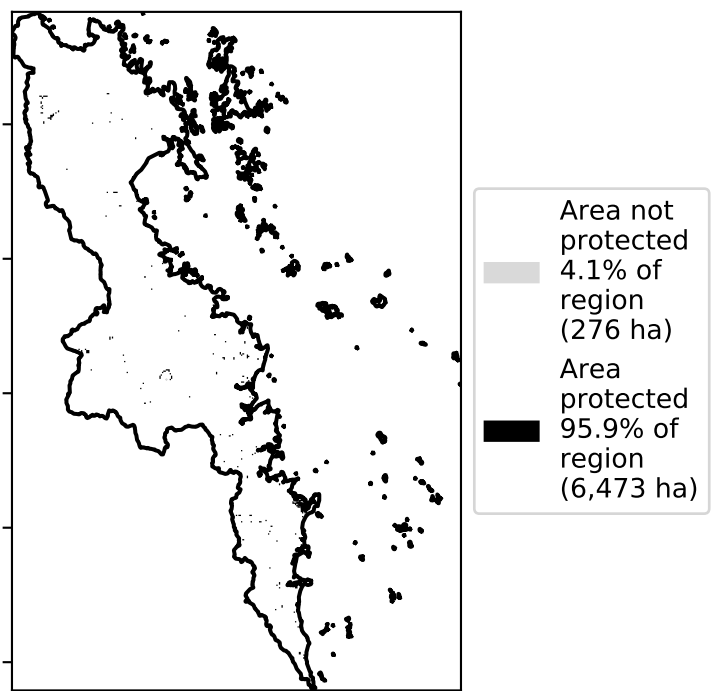 Area not
protected
4.1% of
region
(276 ha)
Area
protected
95.9% of
region
(6,473 ha)